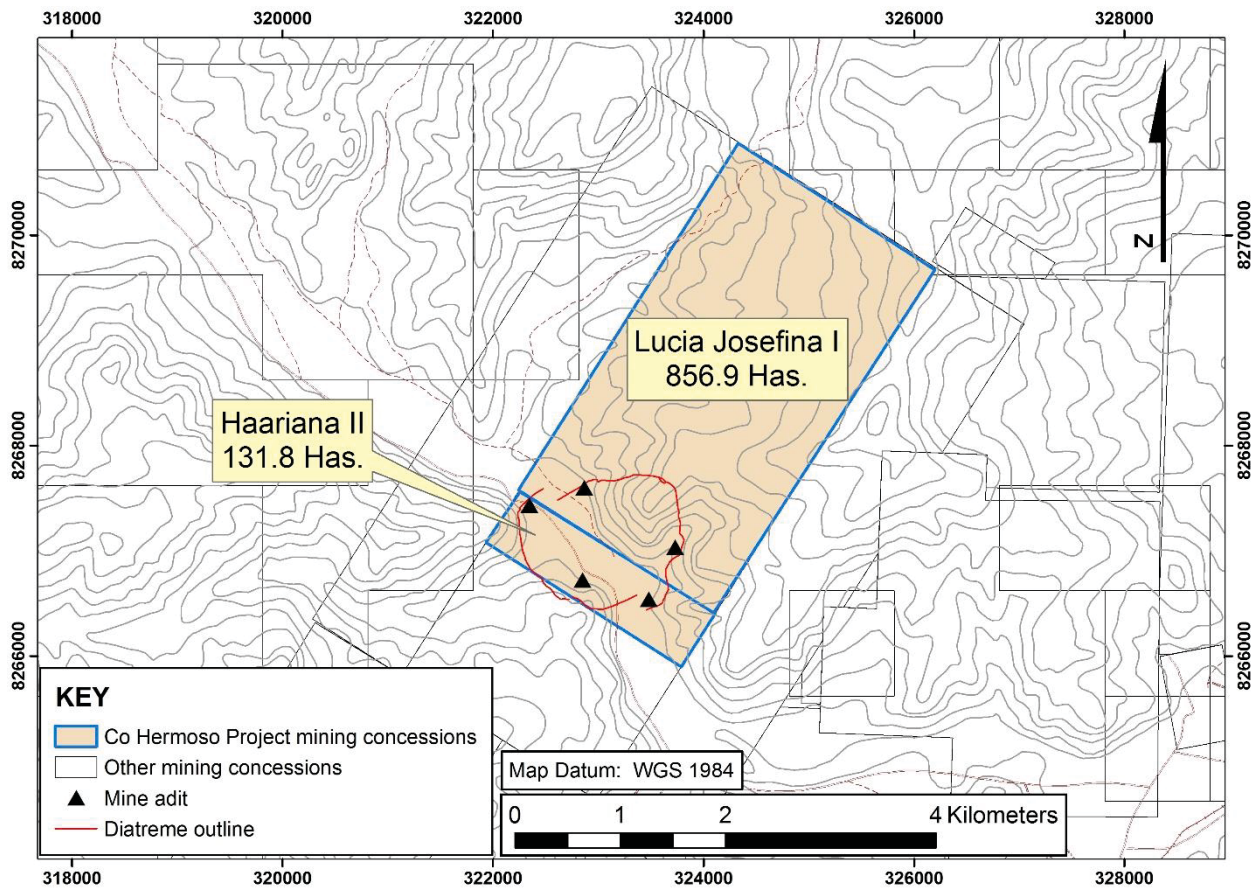 318000 320000 322000 324000 326000 328000
8270000 8270000
N
Lucia Josefina I
856.9 Has.
Haariana II
131.8 Has.
8268000 8268000
8266000 8266000
KEY
Co Hermoso Project mining concessions
Other mining concessions
Mine adit
Diatreme outline
Map Datum: WGS 1984
0 1 2 4 Kilometers
318000 320000 322000 324000 326000 328000